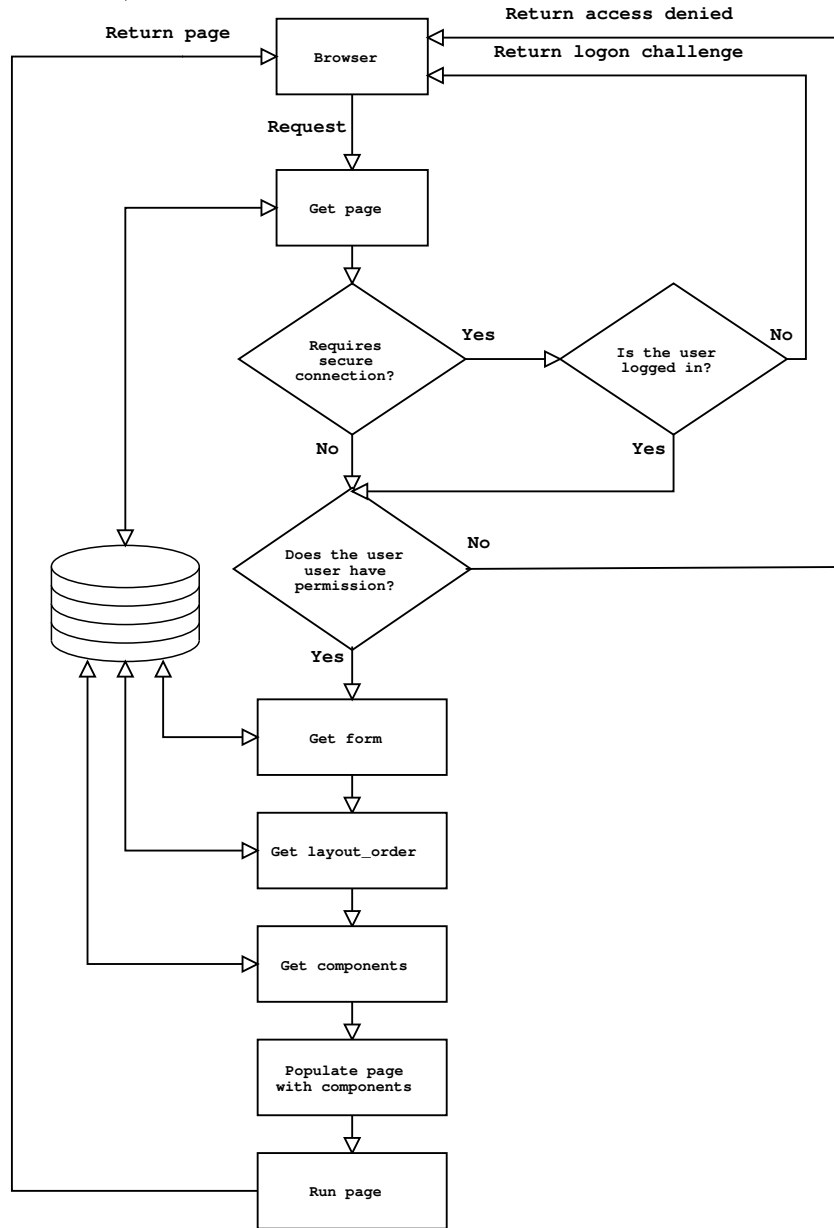 Return access denied
Return page
Browser
Return logon challenge
Request
Get page
Requires
secure
connection?
Yes
Is the user
logged in?
No
No
Yes
Does the user
user have
permission?
No
Yes
Get form
Get layout_order
Get components
Populate page
with components
Run page